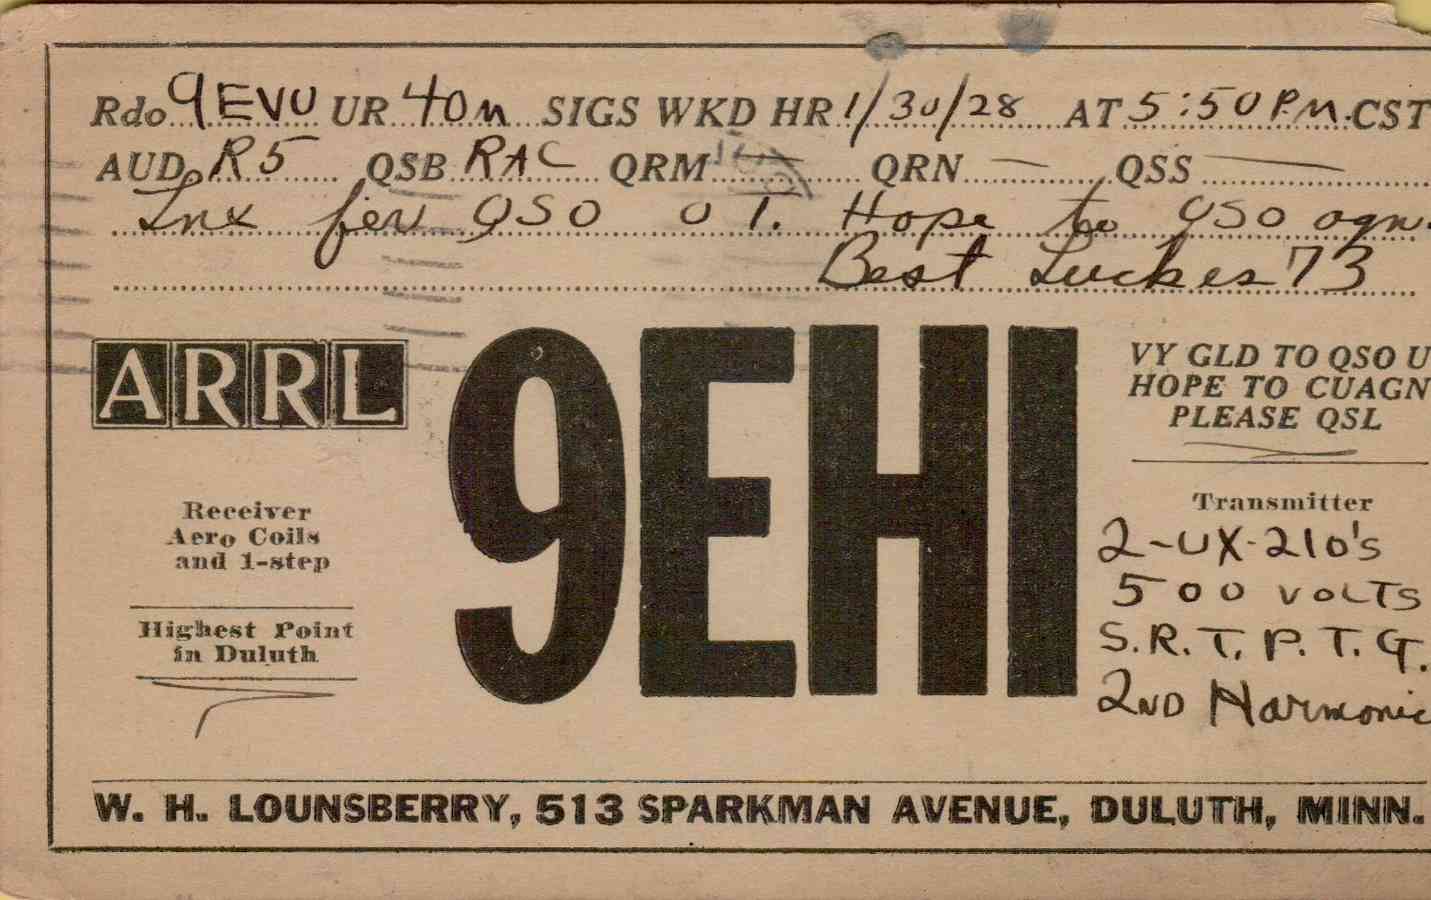 Rdo 9EVU UR 40m SIGS WKD HR 1/30/28 AT 5:50 P.M. CST
AUD R5 QSB RAC QRM QRN — QSS —
Tnx fer QSO OT. Hope to QSO agn.
Best Luck es 73
ARRL
9EHI
VY GLD TO QSO U
HOPE TO CUAGN
PLEASE QSL
Receiver
Aero Coils
and 1-step
Highest Point
in Duluth
Transmitter
2-UX-210's
500 VOLTS
S.R.T.P.T.G.
2ND Harmonic
W. H. LOUNSBERRY, 513 SPARKMAN AVENUE, DULUTH, MINN.